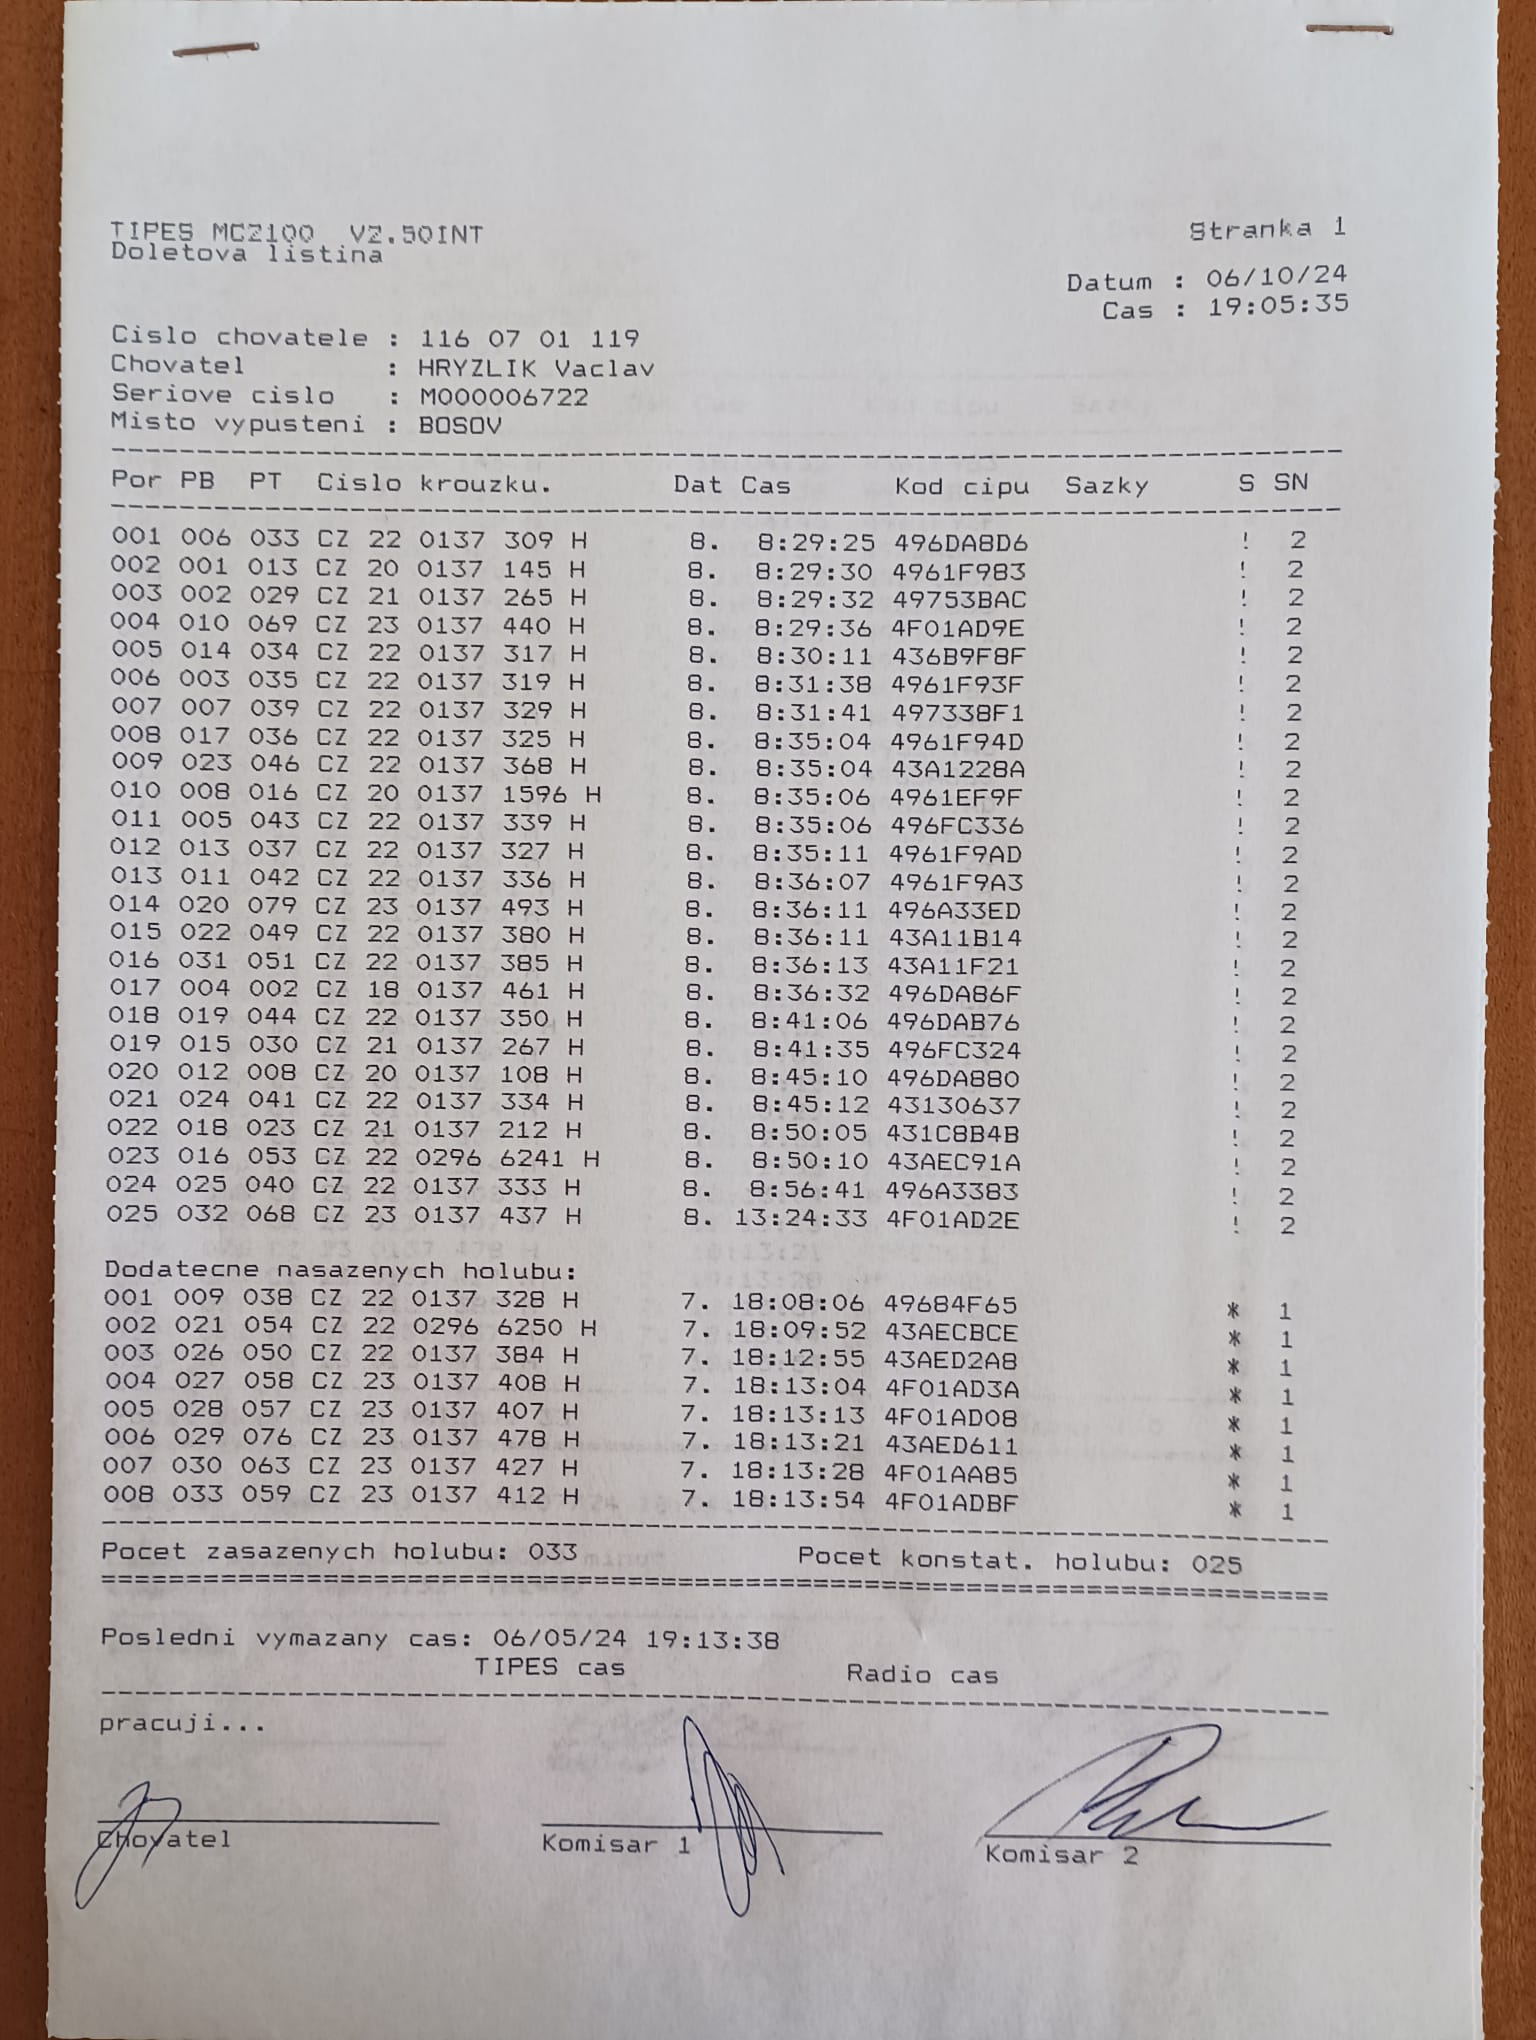 TIPES MCZ100 V2.50INT
Stranka 1
Doletova listina
Datum : 06/10/24
Cas : 19:05:35
Cislo chovatele : 116 07 01 119
Chovatel : HRYZLIK Vaclav
Seriove cislo : M000006722
Misto vypusteni : BOSOV
Por PB PT Cislo krouzku. Dat Cas Kod cipu Sazky S SN
001 006 033 CZ 22 0137 309 H 8. 8:29:25 496DA8D6 ! 2
002 001 013 CZ 20 0137 145 H 8. 8:29:30 4961F983 ! 2
003 002 029 CZ 21 0137 265 H 8. 8:29:32 49753BAC ! 2
004 010 069 CZ 23 0137 440 H 8. 8:29:36 4F01AD9E ! 2
005 014 034 CZ 22 0137 317 H 8. 8:30:11 436B9F8F ! 2
006 003 035 CZ 22 0137 319 H 8. 8:31:38 4961F93F ! 2
007 007 039 CZ 22 0137 329 H 8. 8:31:41 497338F1 ! 2
008 017 036 CZ 22 0137 325 H 8. 8:35:04 4961F94D ! 2
009 023 046 CZ 22 0137 368 H 8. 8:35:04 43A1228A ! 2
010 008 016 CZ 20 0137 1596 H 8. 8:35:06 4961EF9F ! 2
011 005 043 CZ 22 0137 339 H 8. 8:35:06 496FC336 ! 2
012 013 037 CZ 22 0137 327 H 8. 8:35:11 4961F9AD ! 2
013 011 042 CZ 22 0137 336 H 8. 8:36:07 4961F9A3 ! 2
014 020 079 CZ 23 0137 493 H 8. 8:36:11 496A33ED ! 2
015 022 049 CZ 22 0137 380 H 8. 8:36:11 43A11B14 ! 2
016 031 051 CZ 22 0137 385 H 8. 8:36:13 43A11F21 ! 2
017 004 002 CZ 18 0137 461 H 8. 8:36:32 496DA86F ! 2
018 019 044 CZ 22 0137 350 H 8. 8:41:06 496DAB76 ! 2
019 015 030 CZ 21 0137 267 H 8. 8:41:35 496FC324 ! 2
020 012 008 CZ 20 0137 108 H 8. 8:45:10 496DA880 ! 2
021 024 041 CZ 22 0137 334 H 8. 8:45:12 43130637 ! 2
022 018 023 CZ 21 0137 212 H 8. 8:50:05 431C8B4B ! 2
023 016 053 CZ 22 0296 6241 H 8. 8:50:10 43AEC91A ! 2
024 025 040 CZ 22 0137 333 H 8. 8:56:41 496A3383 ! 2
025 032 068 CZ 23 0137 437 H 8. 13:24:33 4F01AD2E ! 2
Dodatecne nasazenych holubu:
001 009 038 CZ 22 0137 328 H 7. 18:08:06 49684F65 * 1
002 021 054 CZ 22 0296 6250 H 7. 18:09:52 43AECBCE * 1
003 026 050 CZ 22 0137 384 H 7. 18:12:55 43AED2A8 * 1
004 027 058 CZ 23 0137 408 H 7. 18:13:04 4F01AD3A * 1
005 028 057 CZ 23 0137 407 H 7. 18:13:13 4F01AD08 * 1
006 029 076 CZ 23 0137 478 H 7. 18:13:21 43AED611 * 1
007 030 063 CZ 23 0137 427 H 7. 18:13:28 4F01AA85 * 1
008 033 059 CZ 23 0137 412 H 7. 18:13:54 4F01ADBF * 1
Pocet zasazenych holubu: 033 Pocet konstat. holubu: 025
Posledni vymazany cas: 06/05/24 19:13:38
TIPES cas Radio cas
pracuji...
Chovatel Komisar 1 Komisar 2